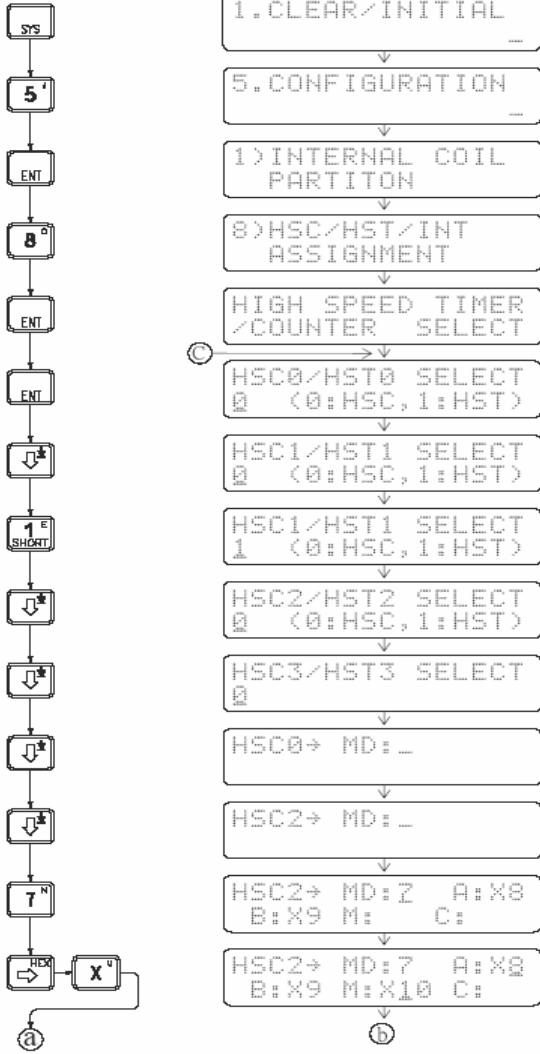 SYS
1.CLEAR/INITIAL
_
5 J
5.CONFIGURATION
_
ENT
1)INTERNAL COIL
PARTITON
8
8)HSC/HST/INT
ASSIGNMENT
ENT
HIGH SPEED TIMER
/COUNTER SELECT
C
ENT
HSC0/HST0 SELECT
0 (0:HSC,1:HST)
HSC1/HST1 SELECT
0 (0:HSC,1:HST)
1 E
SHORT
HSC1/HST1 SELECT
1 (0:HSC,1:HST)
HSC2/HST2 SELECT
0 (0:HSC,1:HST)
HSC3/HST3 SELECT
0
HSC0→ MD:_
HSC2→ MD:_
7 N
HSC2→ MD:7 A:X8
B:X9 M: C:
HEX
X U
HSC2→ MD:7 A:X8
B:X9 M:X10 C:
a
b